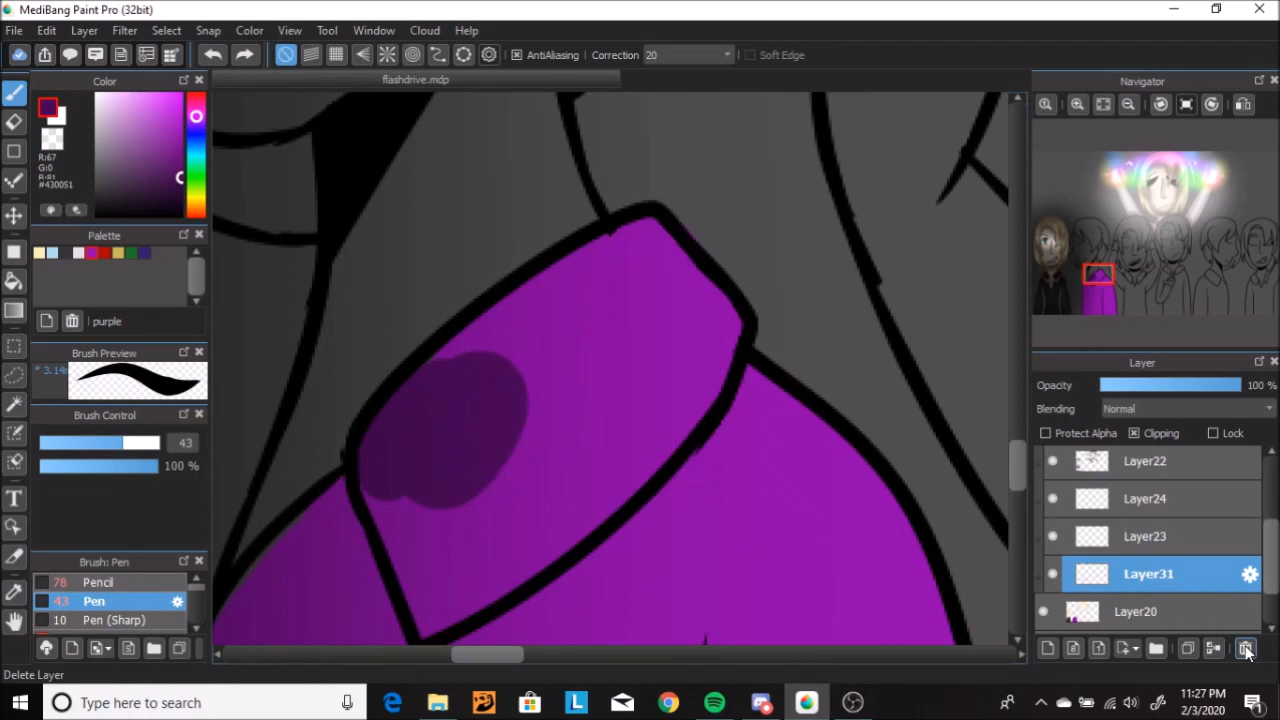 MediBang Paint Pro (32bit)
File Edit Layer Filter Select Snap Color View Tool Window Cloud Help
AntiAliasing Correction 20 Soft Edge
Color
flashdrive.mdp
Navigator
R:67
G:0
B:81
#430051
Palette
purple
Brush Preview
Layer
Opacity 100 %
Blending Normal
Brush Control
43
100 %
Protect Alpha Clipping Lock
Layer22
Layer24
Layer23
Layer31
Layer20
Brush: Pen
78 Pencil
43 Pen
10 Pen (Sharp)
Delete Layer
Type here to search
11:27 PM
2/3/2020